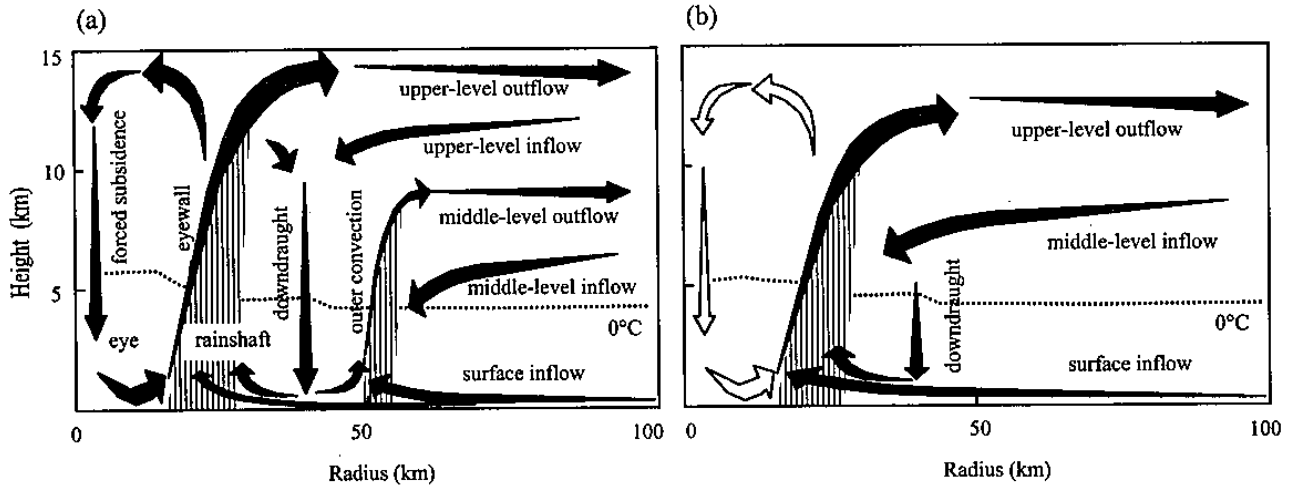 (a)
15
10
5
Height (km)
forced subsidence
eyewall
downdraught
outer convection
upper-level outflow
upper-level inflow
middle-level outflow
middle-level inflow
0°C
eye
rainshaft
surface inflow
0
50
100
Radius (km)
(b)
upper-level outflow
middle-level inflow
downdraught
0°C
surface inflow
0
50
100
Radius (km)